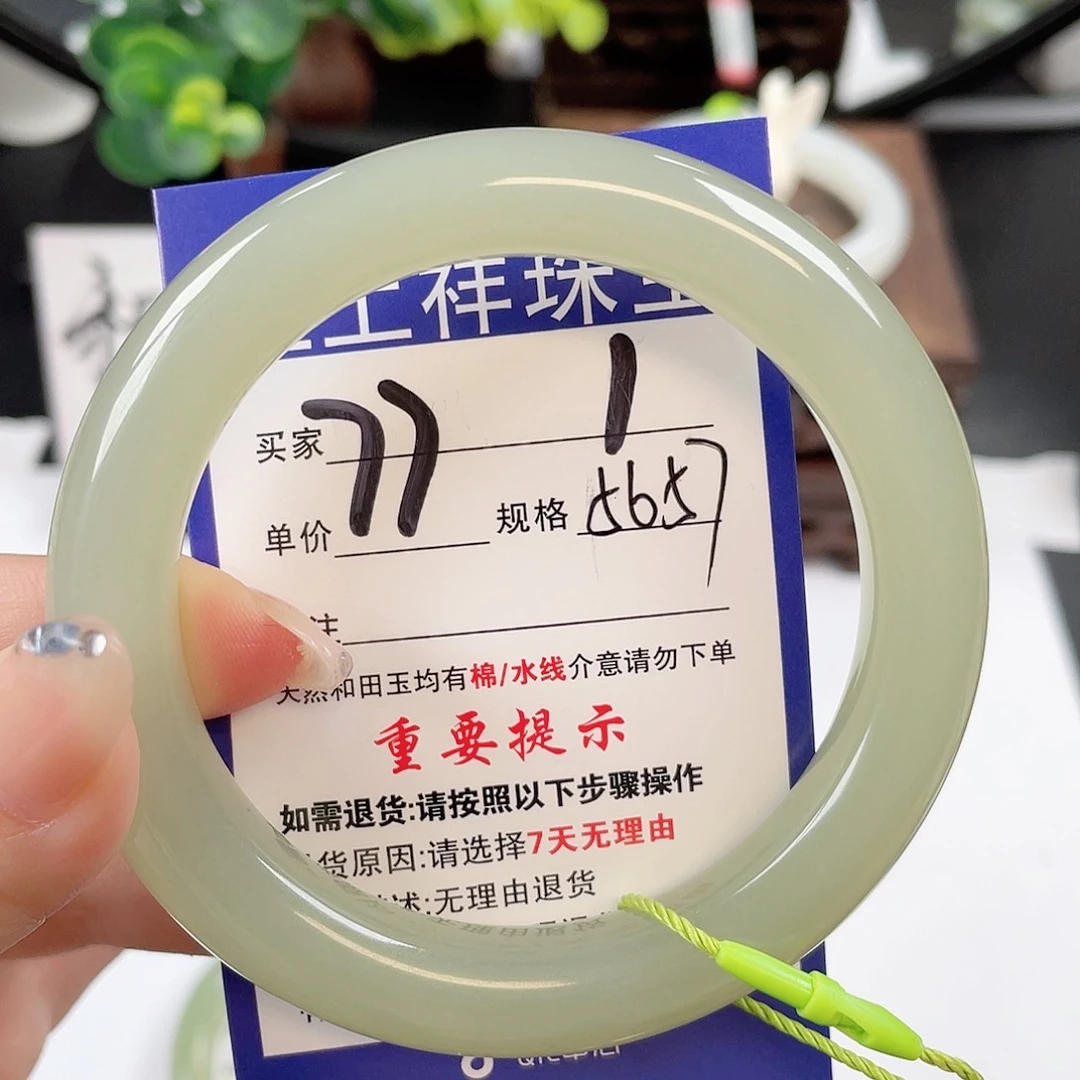 祥珠
1
买家
77
单价 规格 5657
注
天然和田玉均有棉/水线介意请勿下单
重要提示
如需退货:请按照以下步骤操作
货原因:请选择7天无理由
述:无理由退货